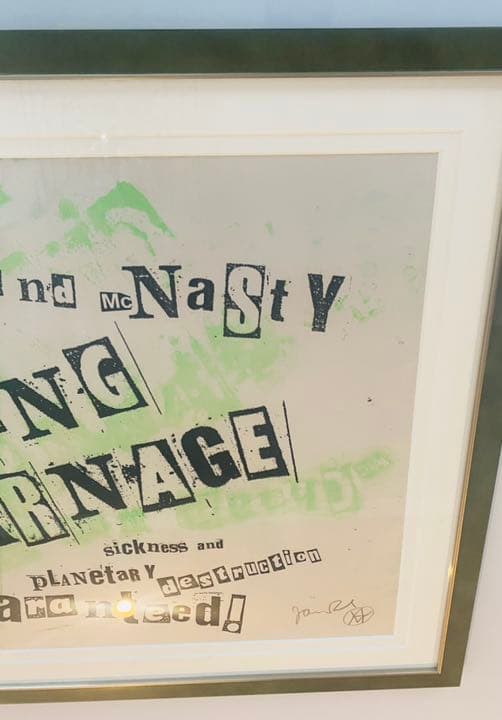 nd McNaSty
NG
RNAGE
sickness and
PLANETARY destruction
aranteed!